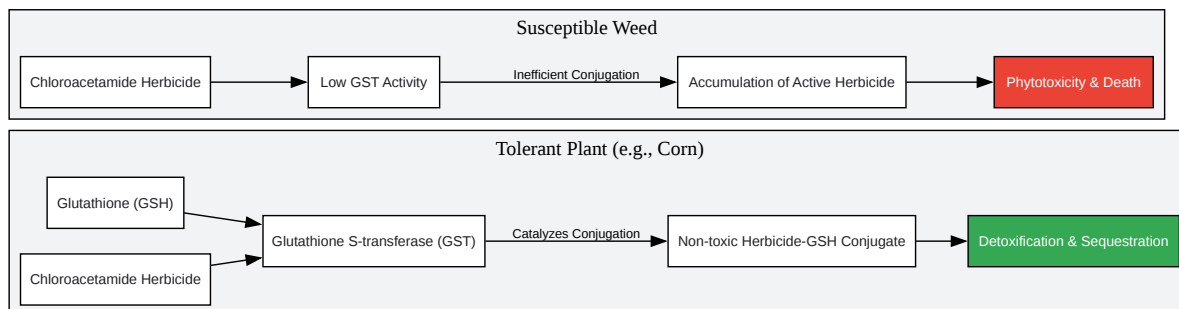 Susceptible Weed
Chloroacetamide Herbicide
Low GST Activity
Inefficient Conjugation
Accumulation of Active Herbicide
Phytotoxicity & Death
Tolerant Plant (e.g., Corn)
Glutathione (GSH)
Chloroacetamide Herbicide
Glutathione S-transferase (GST)
Catalyzes Conjugation
Non-toxic Herbicide-GSH Conjugate
Detoxification & Sequestration